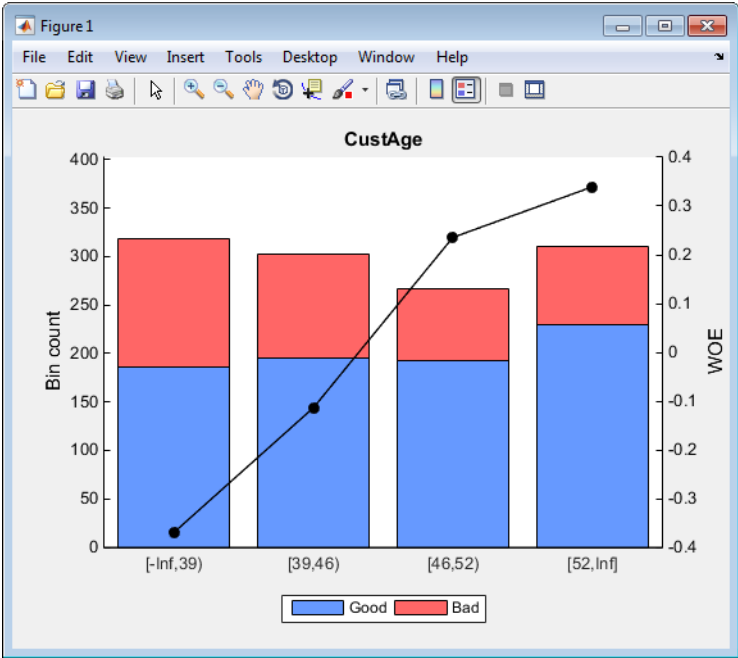 Figure 1
File Edit View Insert Tools Desktop Window Help
CustAge
400
350
300
250
200
150
100
50
0
Bin count
0.4
0.3
0.2
0.1
0
-0.1
-0.2
-0.3
-0.4
WOE
[-Inf,39) [39,46) [46,52) [52,Inf]
Good Bad